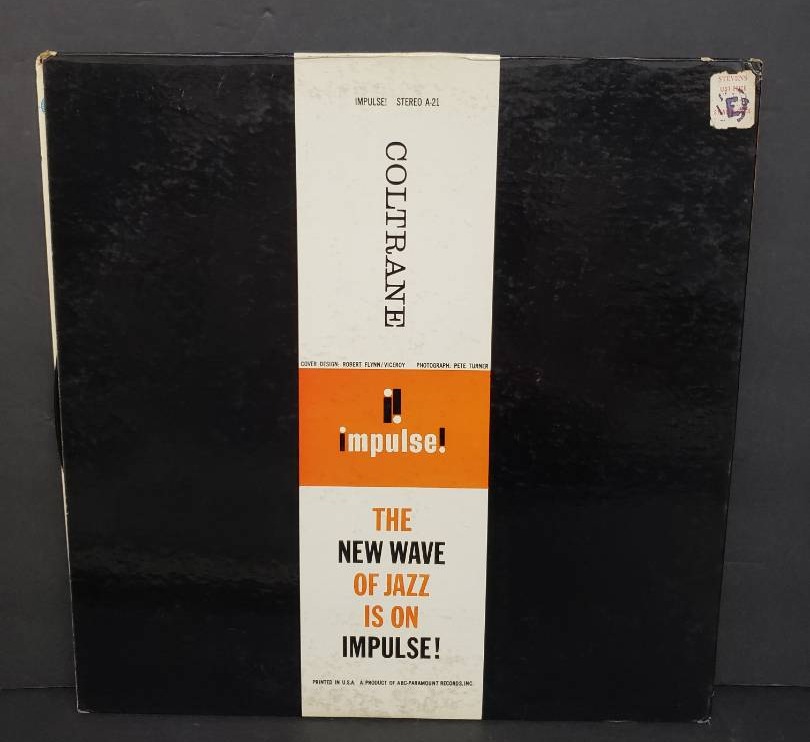 IMPULSE! STEREO A-21
STEVENS
E
COLTRANE
COVER DESIGN: ROBERT FLYNN/VICEROY PHOTOGRAPH: PETE TURNER
i!
impulse!
THE
NEW WAVE
OF JAZZ
IS ON
IMPULSE!
PRINTED IN U.S.A. A PRODUCT OF ABC-PARAMOUNT RECORDS, INC.